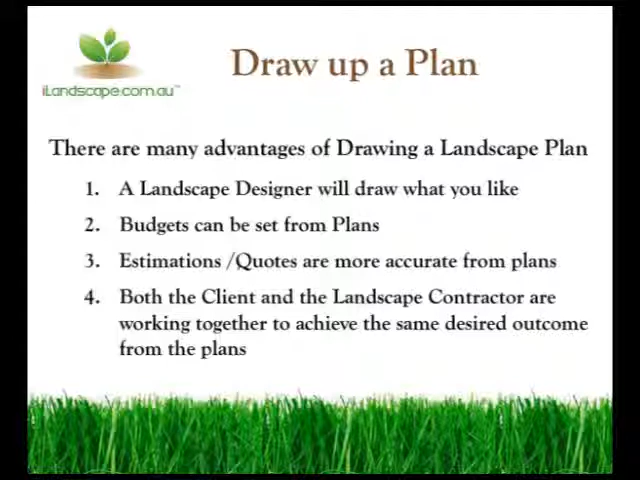 Draw up a Plan
iLandscape.com.au™
There are many advantages of Drawing a Landscape Plan
1. A Landscape Designer will draw what you like
2. Budgets can be set from Plans
3. Estimations /Quotes are more accurate from plans
4. Both the Client and the Landscape Contractor are
working together to achieve the same desired outcome
from the plans